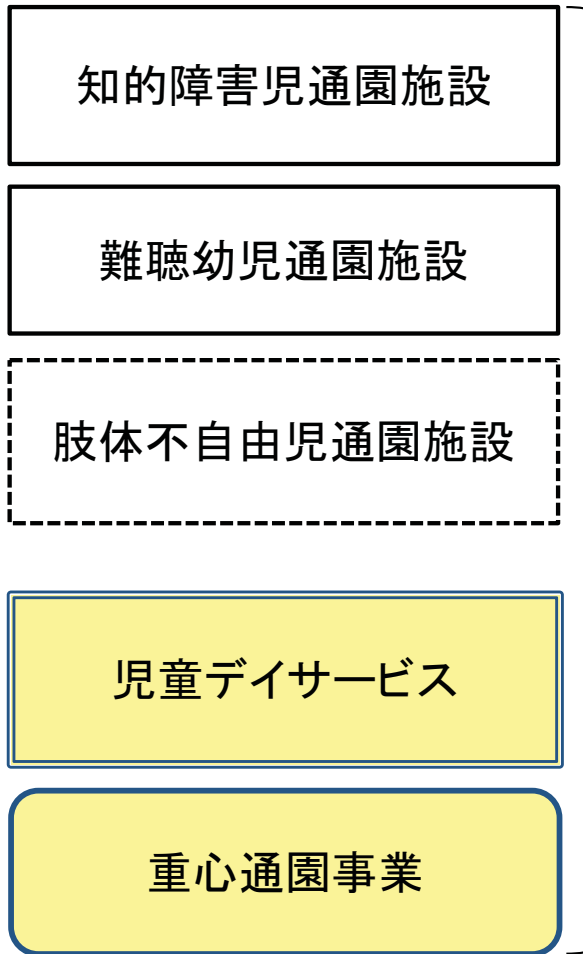 知的障害児通園施設
難聴幼児通園施設
肢体不自由児通園施設
児童デイサービス
重心通園事業